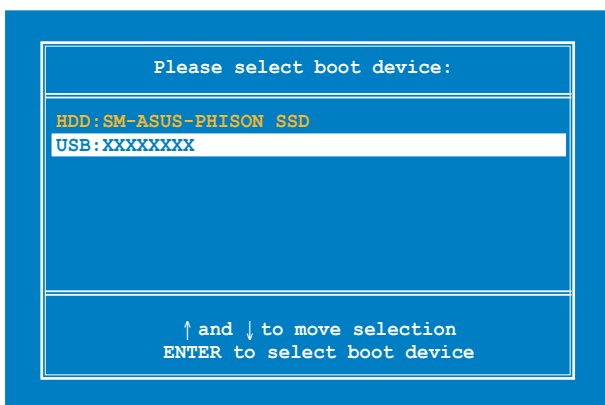 Please select boot device:
HDD:SM-ASUS-PHISON SSD
USB:XXXXXXXX
↑ and ↓ to move selection
ENTER to select boot device